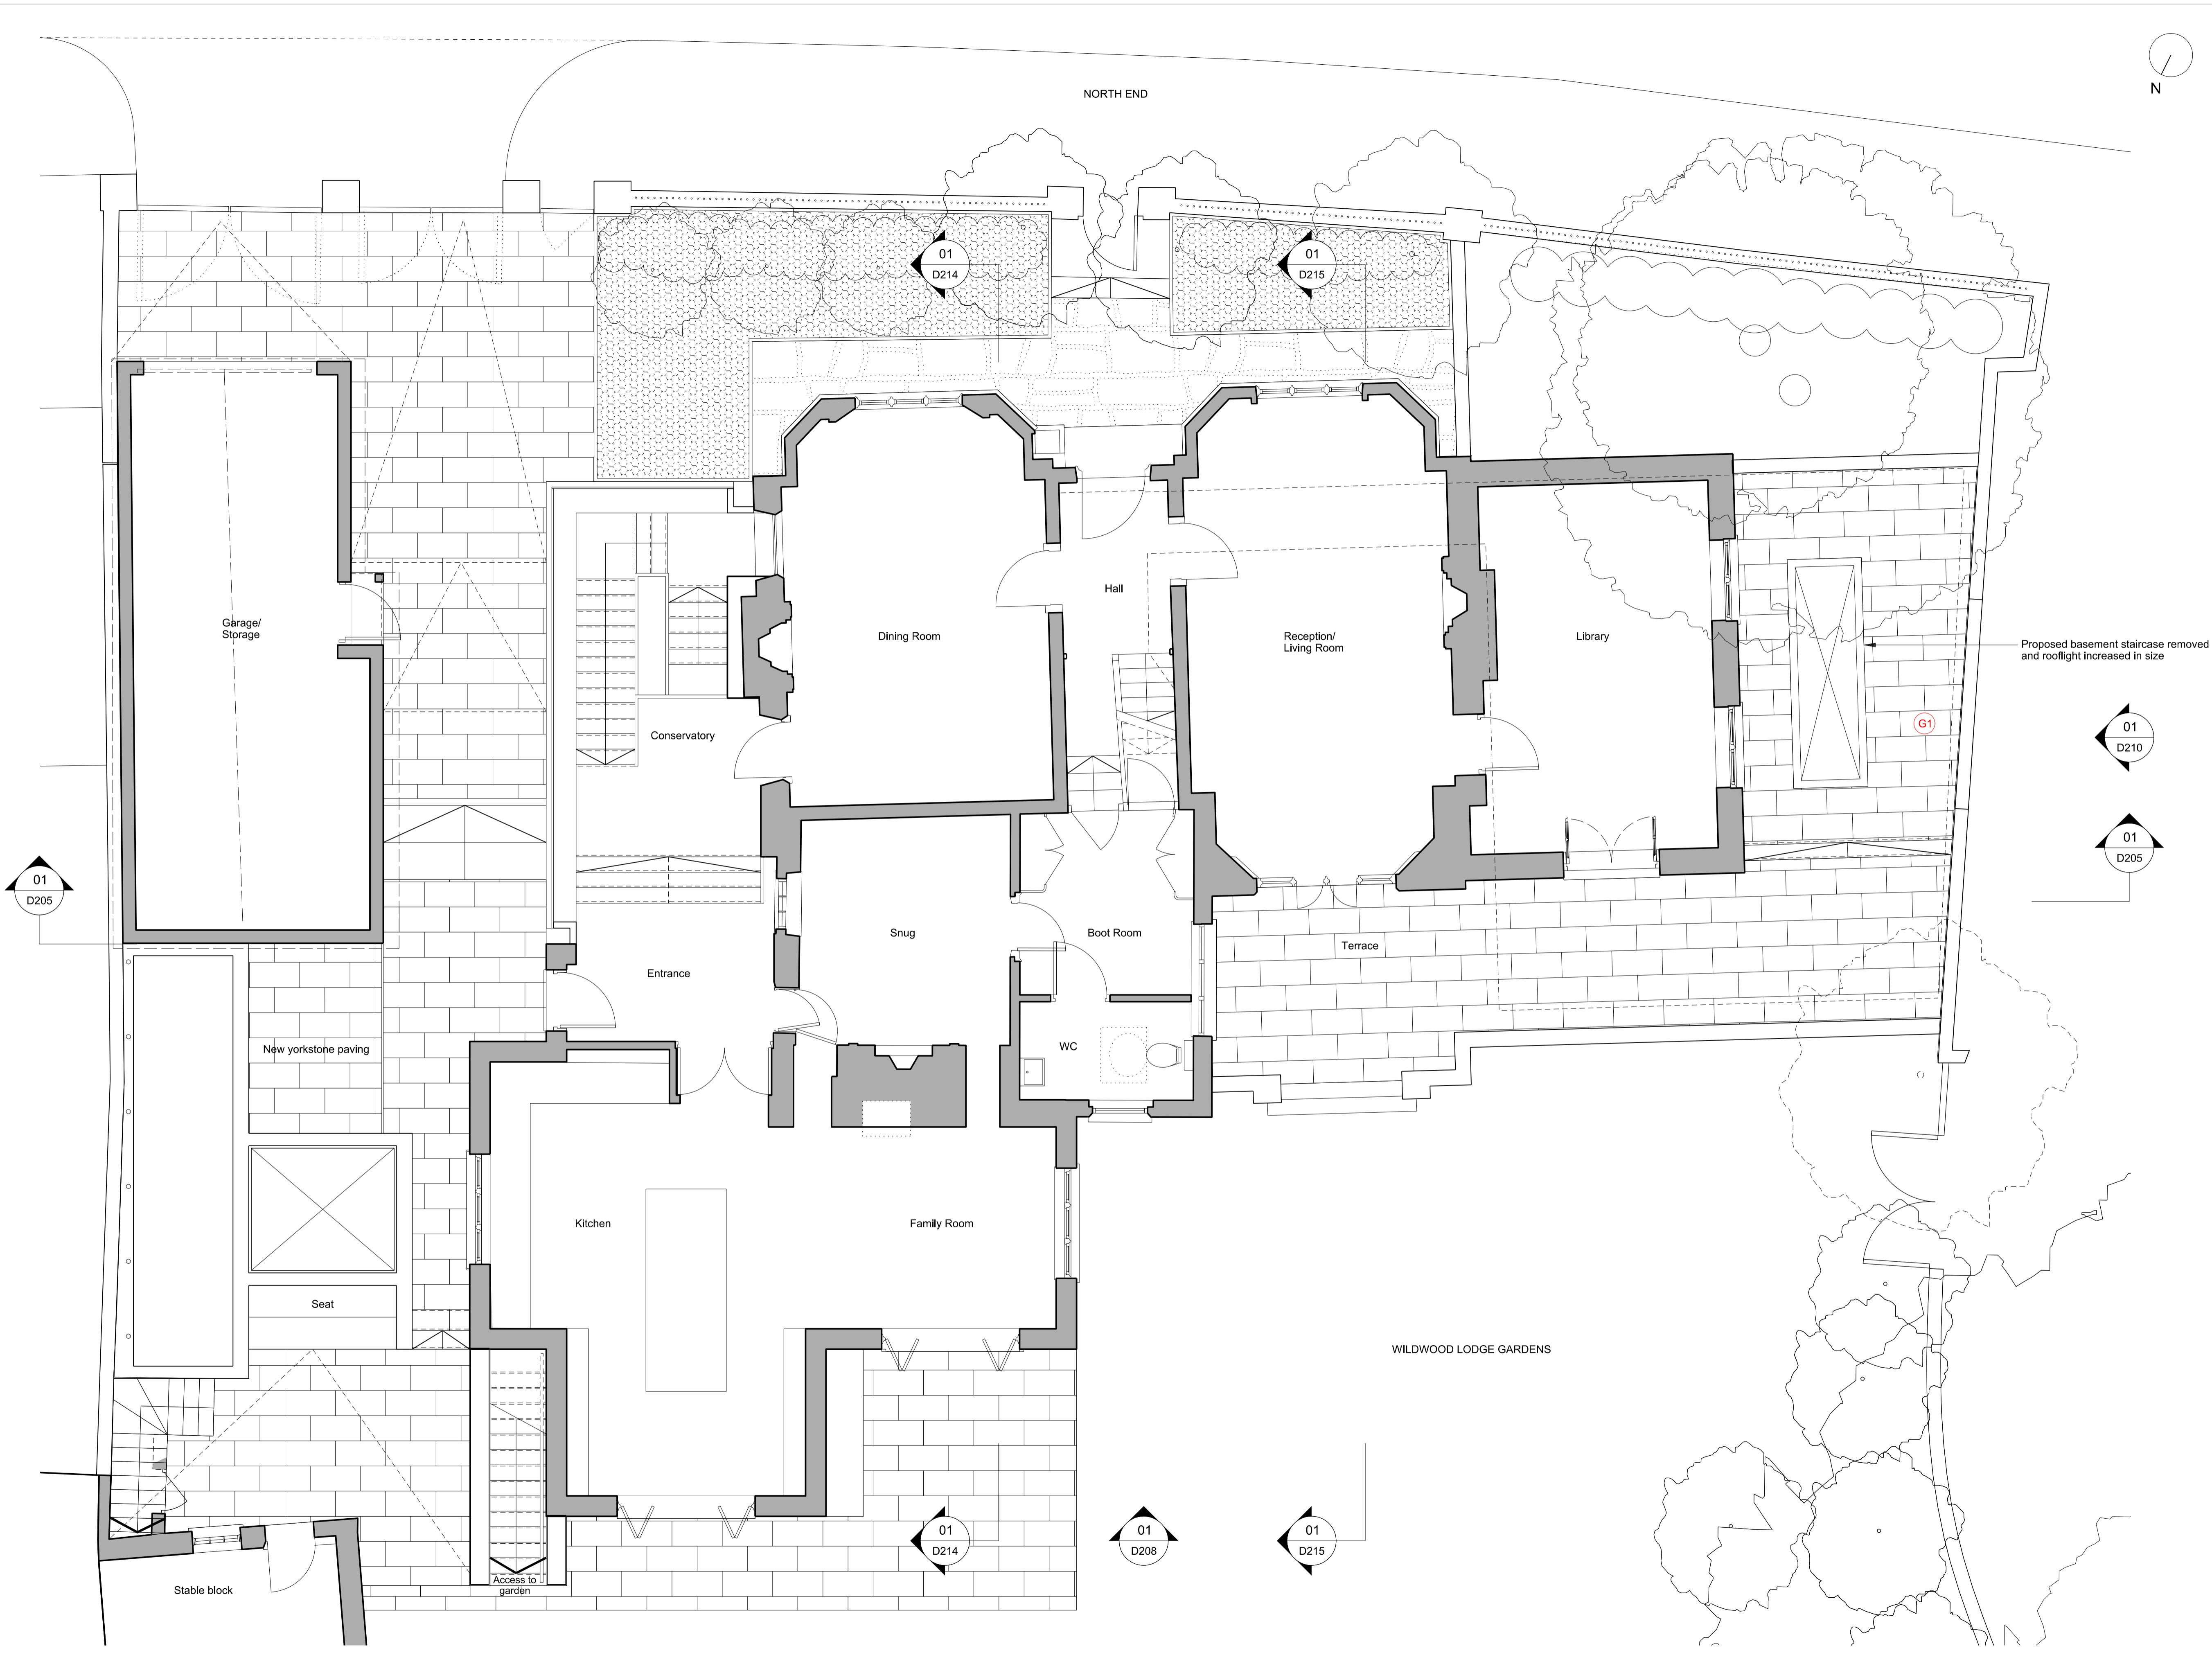 NORTH END
N
01
D214
01
D215
Garage/
Storage
Hall
Dining Room
Reception/
Living Room
Library
Proposed basement staircase removed
and rooflight increased in size
G1
01
D210
Conservatory
01
D205
01
D205
Snug
Boot Room
Terrace
Entrance
New yorkstone paving
WC
Kitchen
Family Room
Seat
WILDWOOD LODGE GARDENS
01
D214
01
D208
01
D215
Access to
garden
Stable block